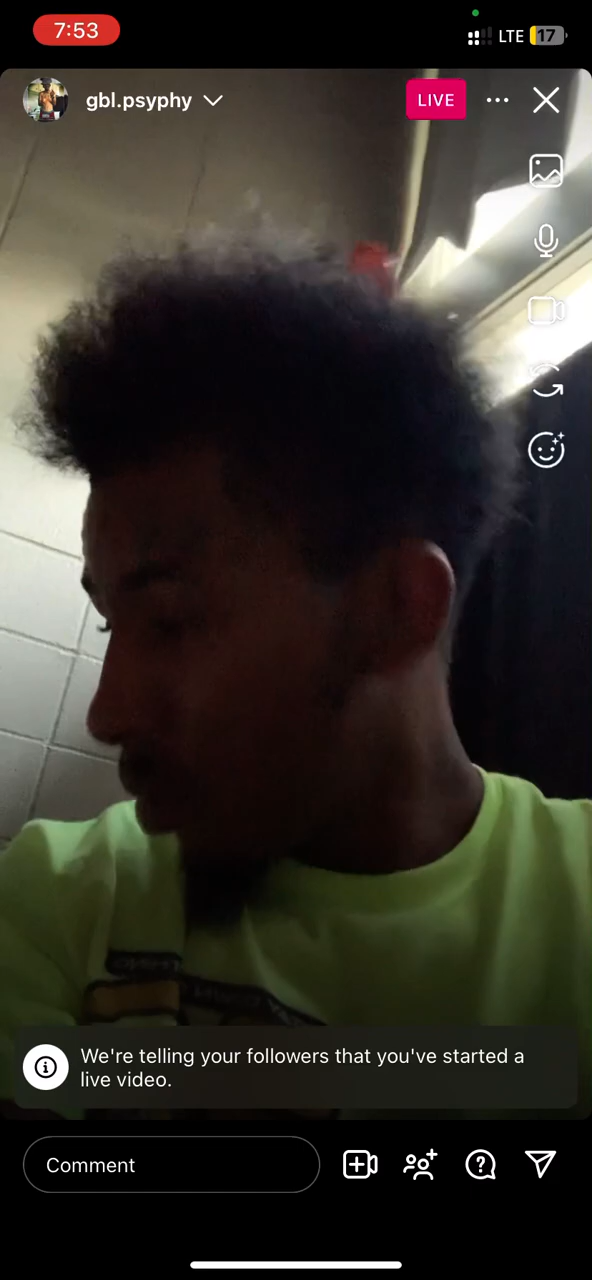 7:53
LTE 17
gbl.psyphy
LIVE
We're telling your followers that you've started a
live video.
Comment